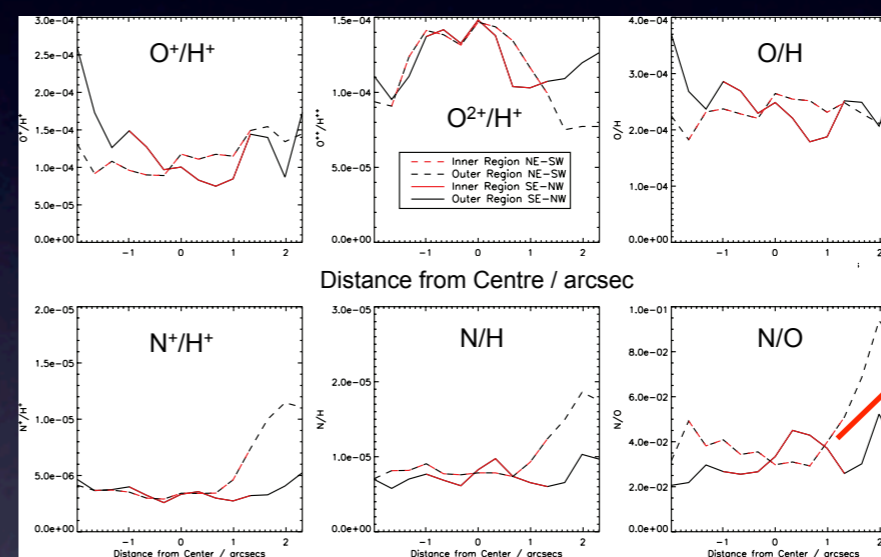 3.0e-04
2.5e-04
2.0e-04
1.5e-04
1.0e-04
5.0e-05
0.0e+00
O⁺/H⁺
O⁺/H⁺
-1 0 1 2
1.5e-04
1.0e-04
5.0e-05
0.0e+00
O⁺⁺/H⁺
O²⁺/H⁺
Inner Region NE-SW
Outer Region NE-SW
Inner Region SE-NW
Outer Region SE-NW
-1 0 1 2
4.0e-04
3.0e-04
2.0e-04
1.0e-04
0.0e+00
O/H
O/H
-1 0 1 2
Distance from Centre / arcsec
2.0e-05
1.5e-05
1.0e-05
5.0e-06
0.0e+00
N⁺/H⁺
N⁺/H⁺
-1 0 1 2
Distance from Center / arcsecs
3.0e-05
2.0e-05
1.0e-05
0.0e+00
N/H
N/H
-1 0 1 2
Distance from Center / arcsecs
1.0e-01
8.0e-02
6.0e-02
4.0e-02
2.0e-02
0.0e+00
N/O
N/O
-1 0 1 2
Distance from Center / arcsecs